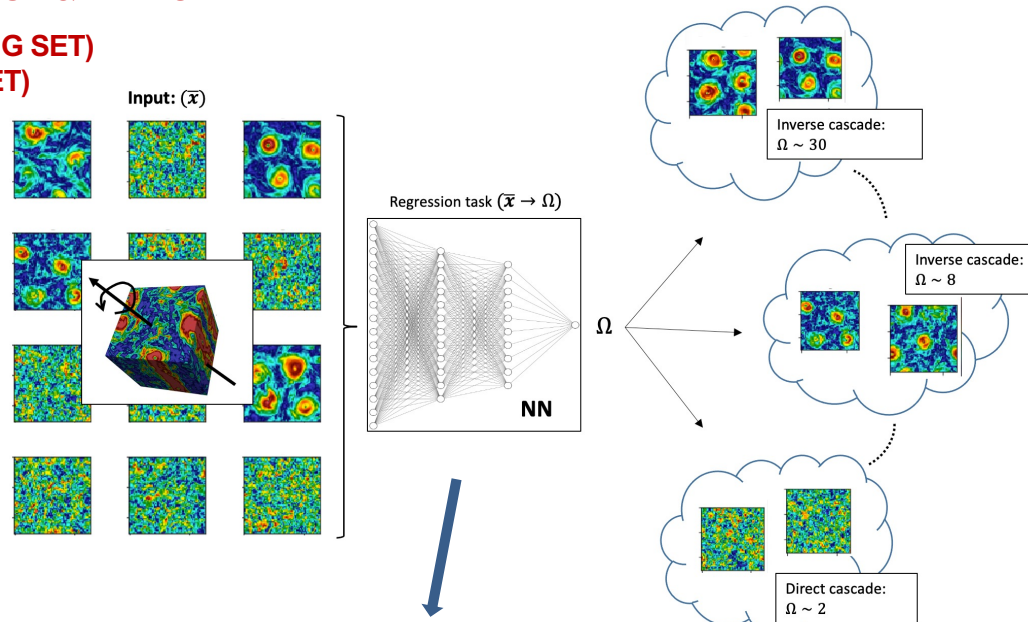 G SET)
ET)
Input: (x̅)
Regression task (x̅ → Ω)
NN
Ω
Inverse cascade:
Ω ~ 30
Inverse cascade:
Ω ~ 8
Direct cascade:
Ω ~ 2